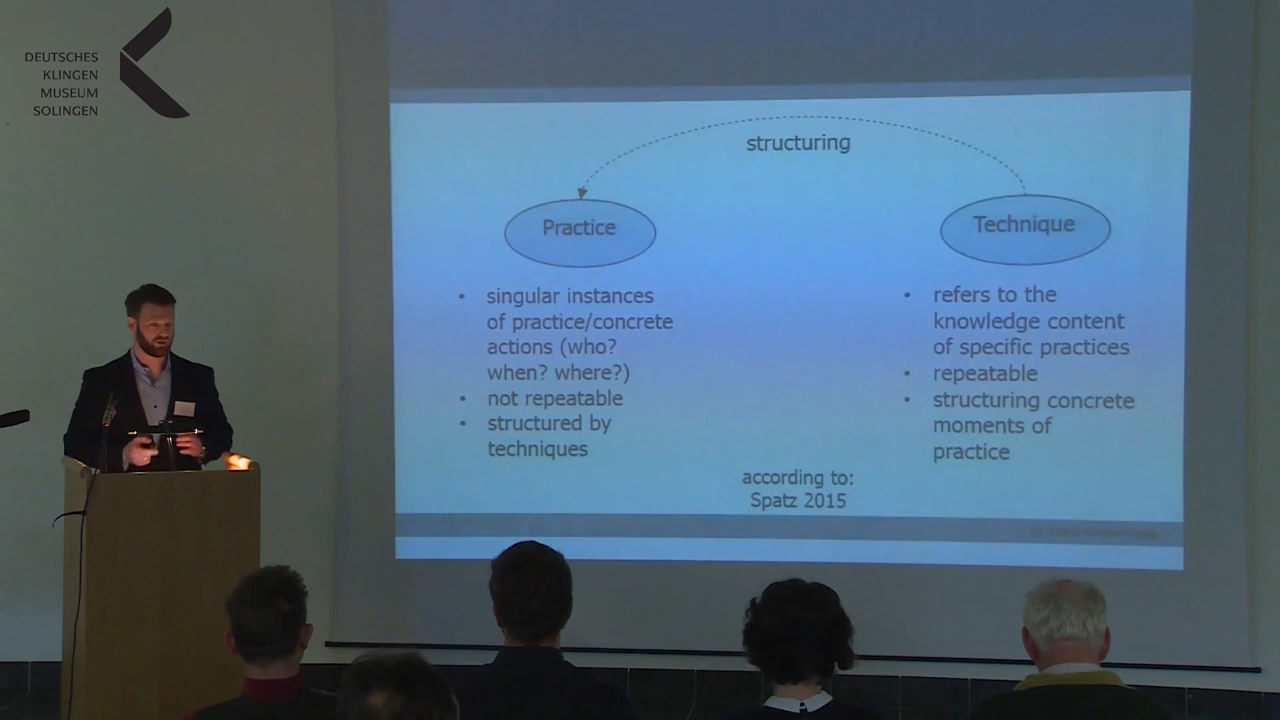 DEUTSCHES
KLINGEN
MUSEUM
SOLINGEN
structuring
Practice
Technique
• singular instances
of practice/concrete
actions (who?
when? where?)
• not repeatable
• structured by
techniques
• refers to the
knowledge content
of specific practices
• repeatable
• structuring concrete
moments of
practice
according to:
Spatz 2015